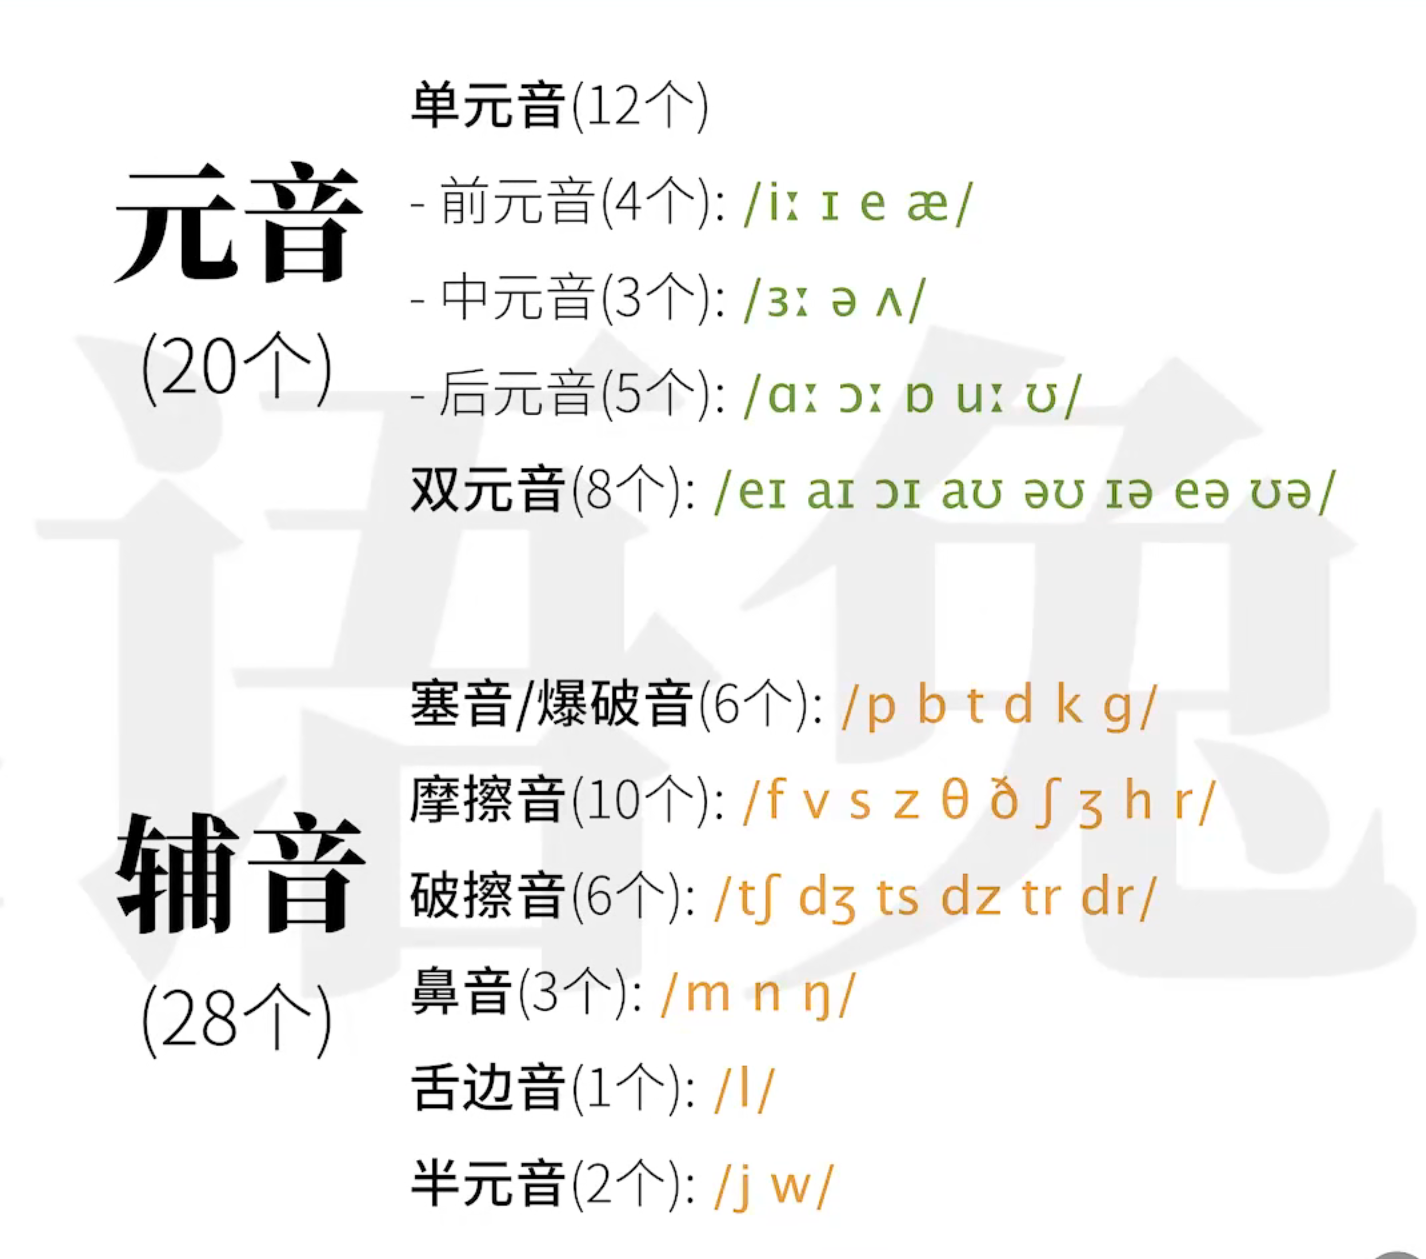 元音
(20个)
单元音(12个)
- 前元音(4个): /iː ɪ e æ/
- 中元音(3个): /ɜː ə ʌ/
- 后元音(5个): /ɑː ɔː ɒ uː ʊ/
双元音(8个): /eɪ aɪ ɔɪ aʊ əʊ ɪə eə ʊə/
辅音
(28个)
塞音/爆破音(6个): /p b t d k g/
摩擦音(10个): /f v s z θ ð ʃ ʒ h r/
破擦音(6个): /tʃ dʒ ts dz tr dr/
鼻音(3个): /m n ŋ/
舌边音(1个): /l/
半元音(2个): /j w/
语兔